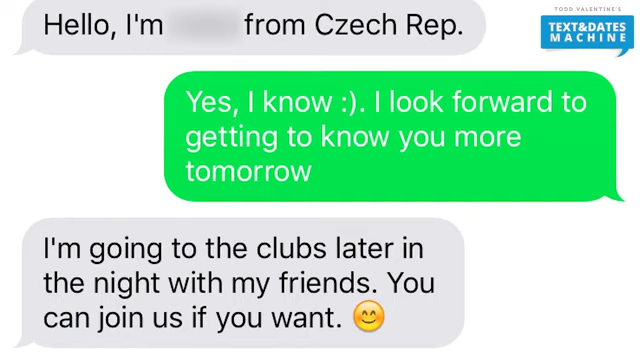 TODD VALENTINE'S
TEXT&DATES
MACHINE
Hello, I'm from Czech Rep.
Yes, I know :). I look forward to
getting to know you more
tomorrow
I'm going to the clubs later in
the night with my friends. You
can join us if you want. 😊